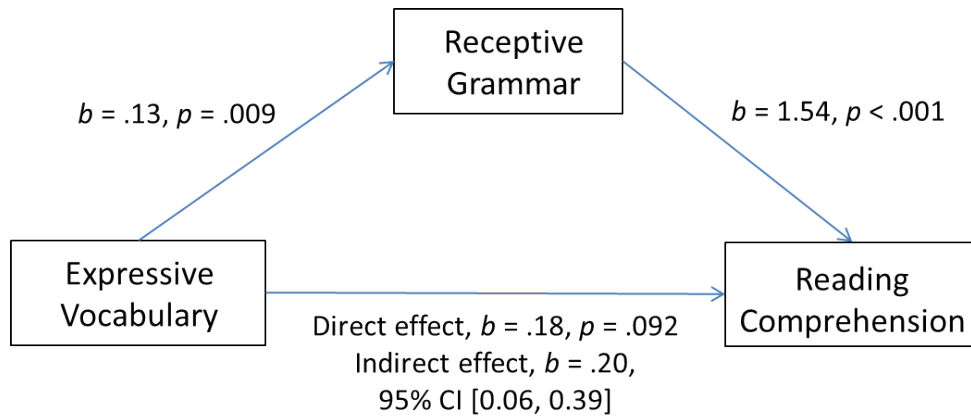 Receptive
Grammar
b = .13, p = .009
b = 1.54, p < .001
Expressive
Vocabulary
Reading
Comprehension
Direct effect, b = .18, p = .092
Indirect effect, b = .20,
95% CI [0.06, 0.39]